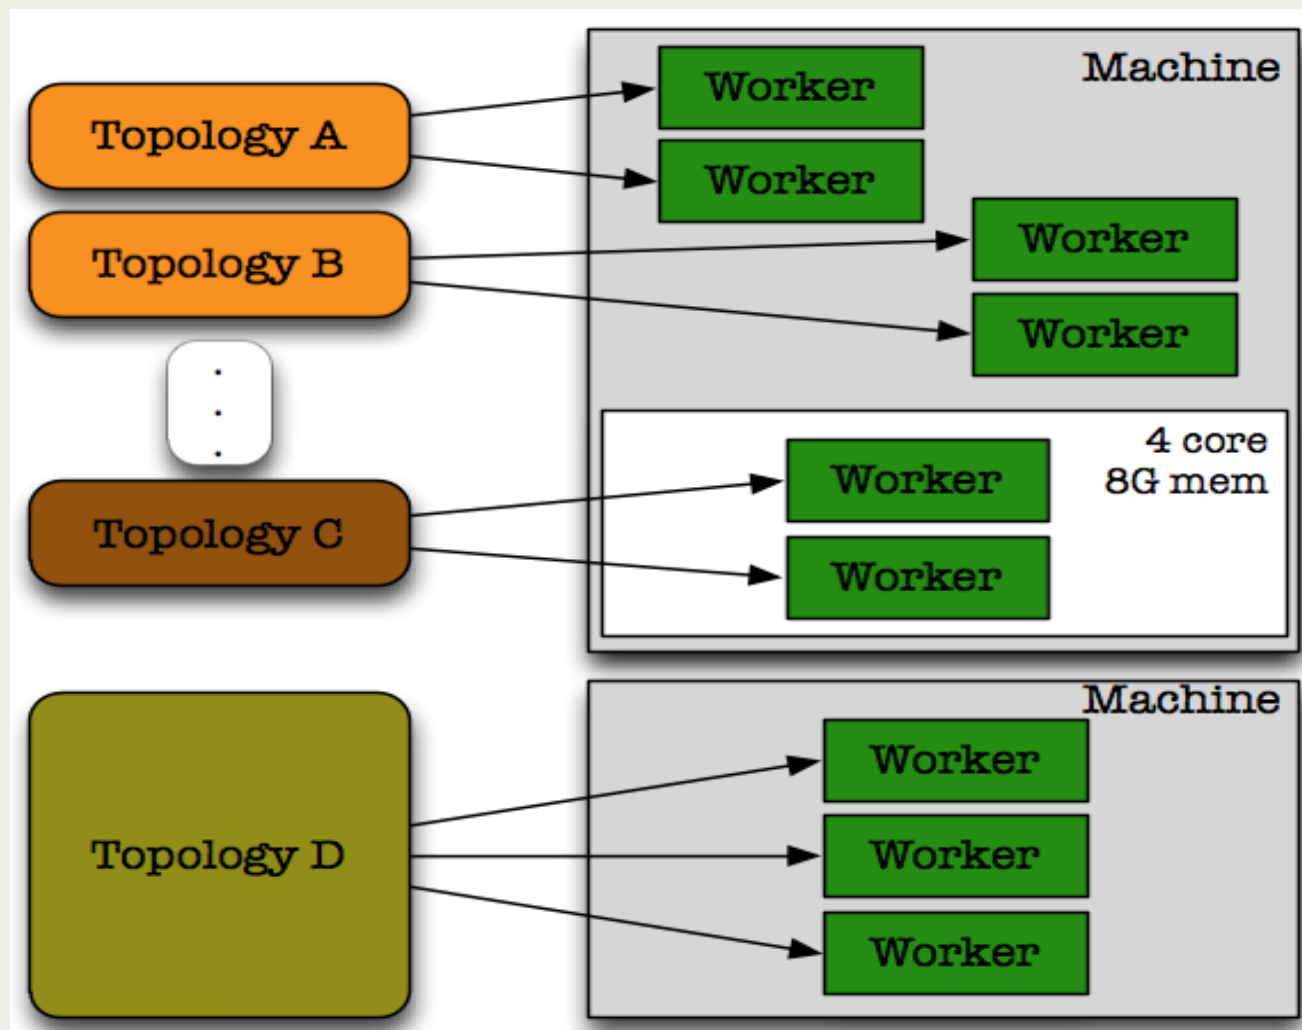 Topology A
Topology B
.
.
.
Topology C
Topology D
Machine
Worker
Worker
Worker
Worker
4 core
8G mem
Worker
Worker
Machine
Worker
Worker
Worker